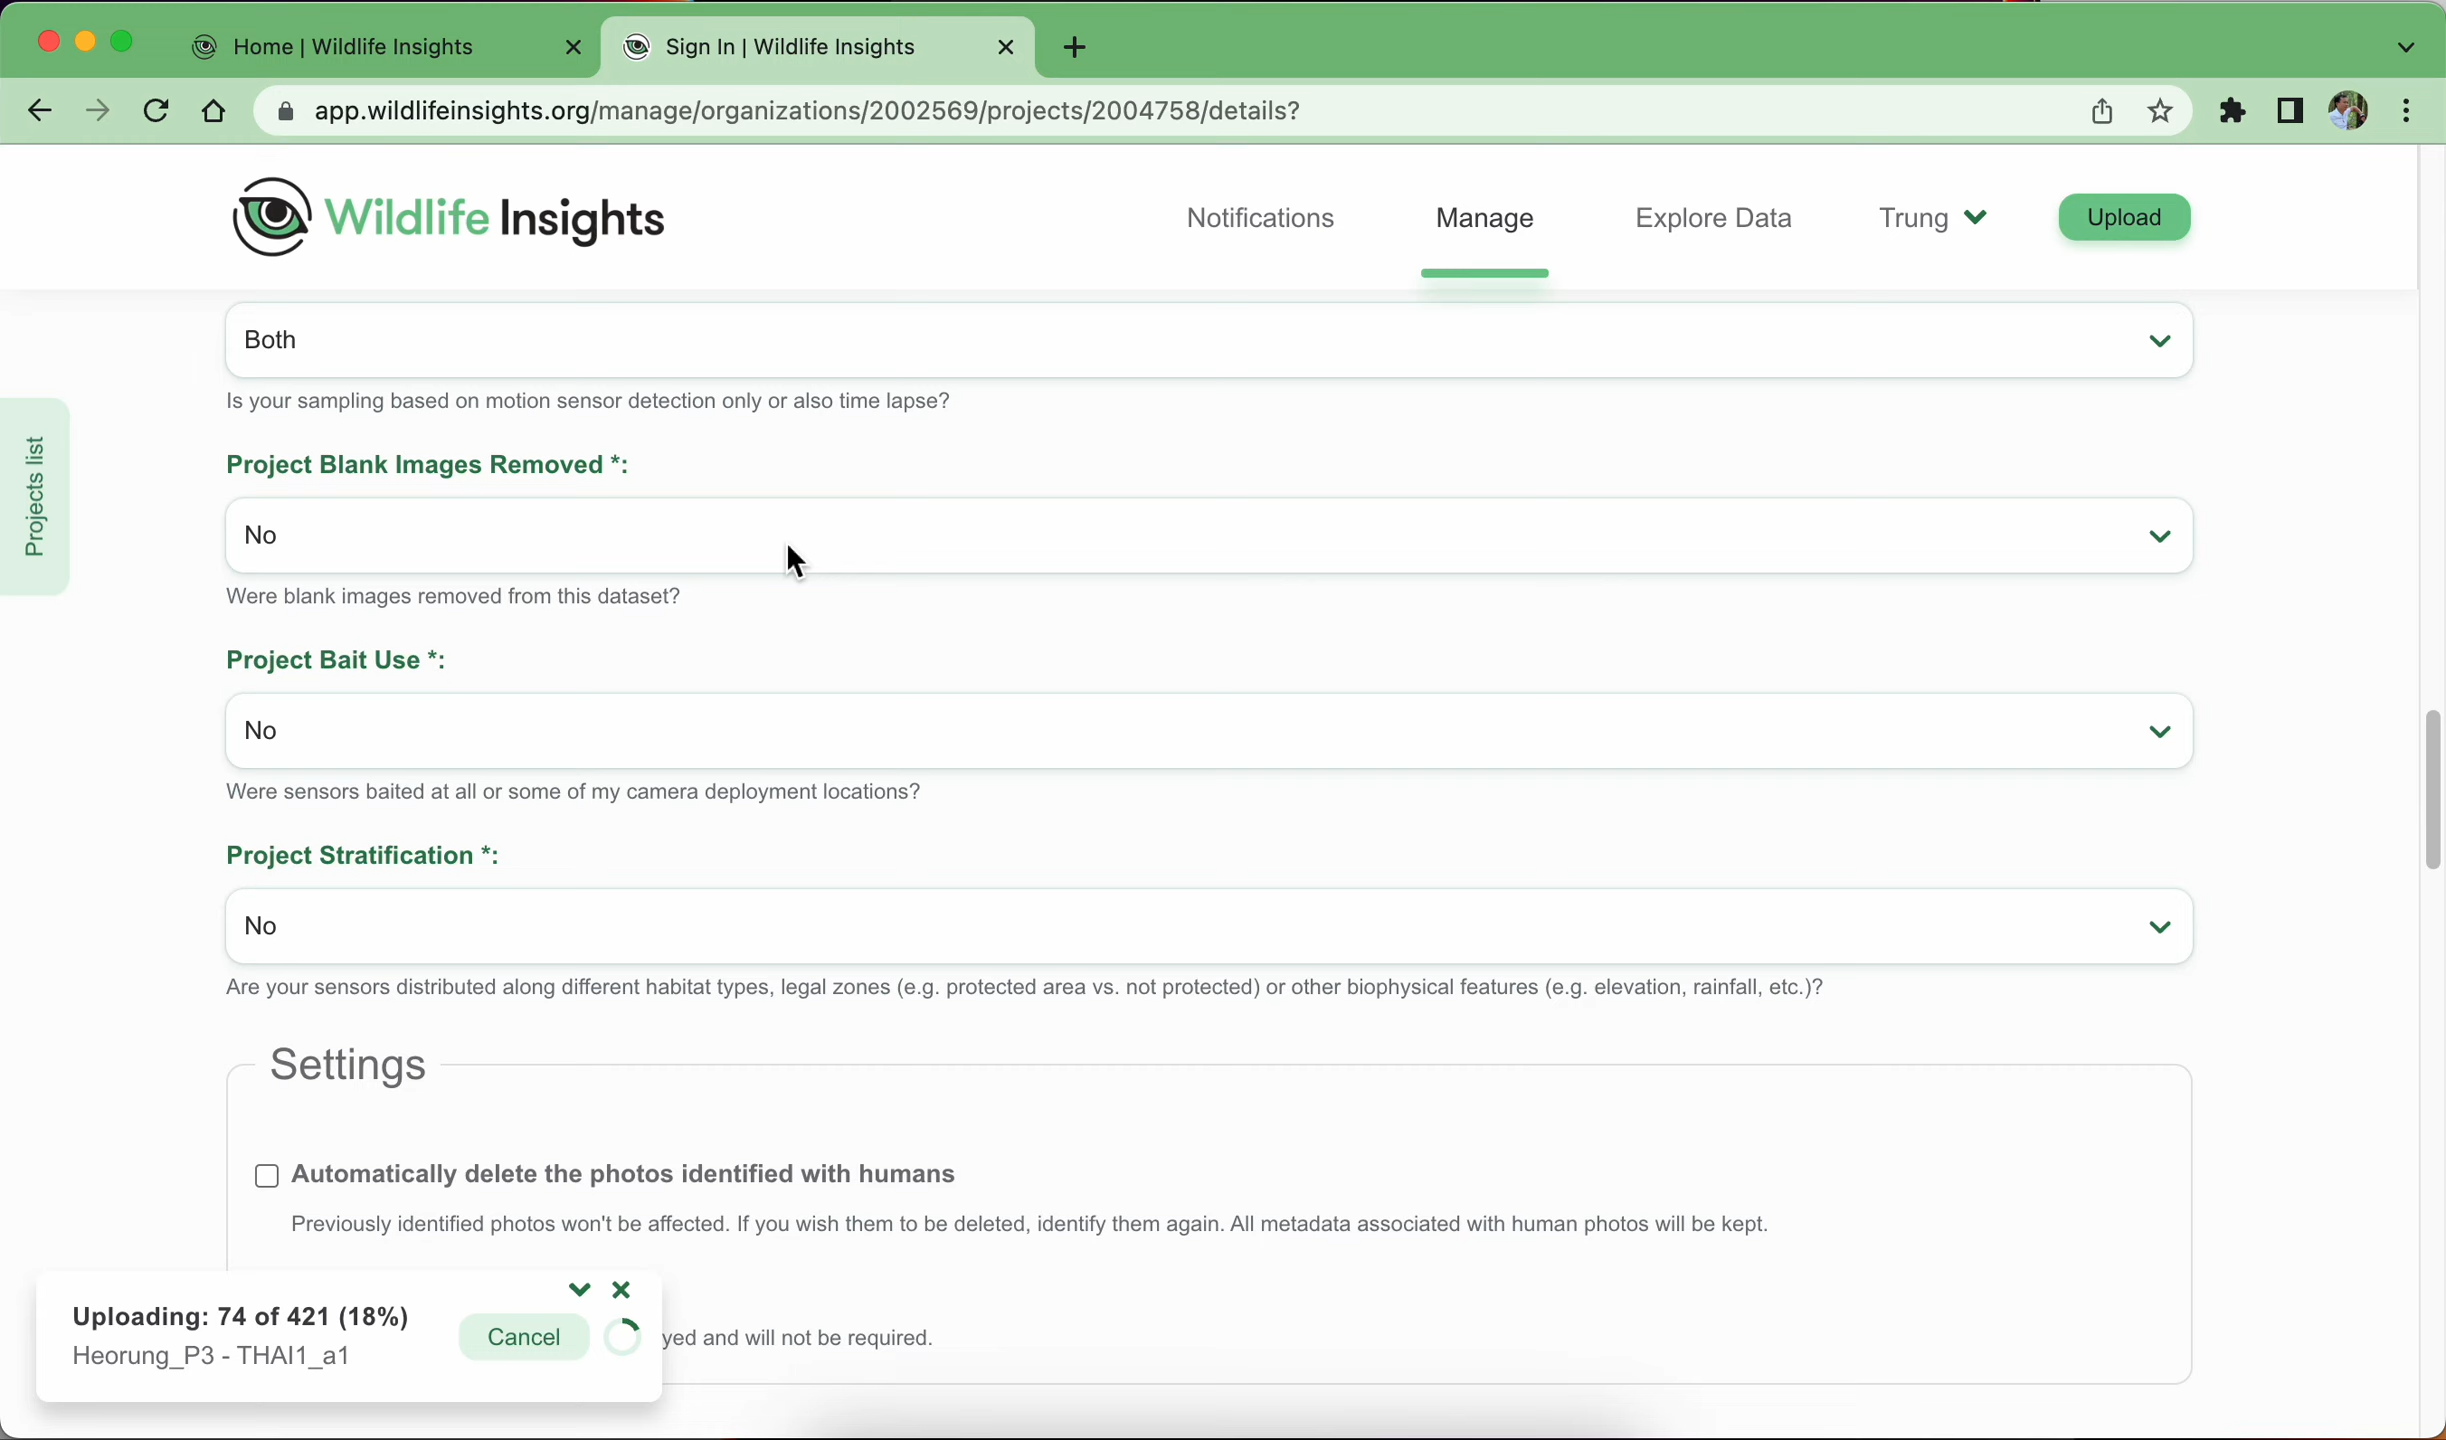 Home | Wildlife Insights
Sign In | Wildlife Insights
app.wildlifeinsights.org/manage/organizations/2002569/projects/2004758/details?
Wildlife Insights
Notifications
Manage
Explore Data
Trung
Upload
Projects list
Both
Is your sampling based on motion sensor detection only or also time lapse?
Project Blank Images Removed *:
No
Were blank images removed from this dataset?
Project Bait Use *:
No
Were sensors baited at all or some of my camera deployment locations?
Project Stratification *:
No
Are your sensors distributed along different habitat types, legal zones (e.g. protected area vs. not protected) or other biophysical features (e.g. elevation, rainfall, etc.)?
Settings
Automatically delete the photos identified with humans
Previously identified photos won't be affected. If you wish them to be deleted, identify them again. All metadata associated with human photos will be kept.
Uploading: 74 of 421 (18%)
Heorung_P3 - THAI1_a1
Cancel
yed and will not be required.